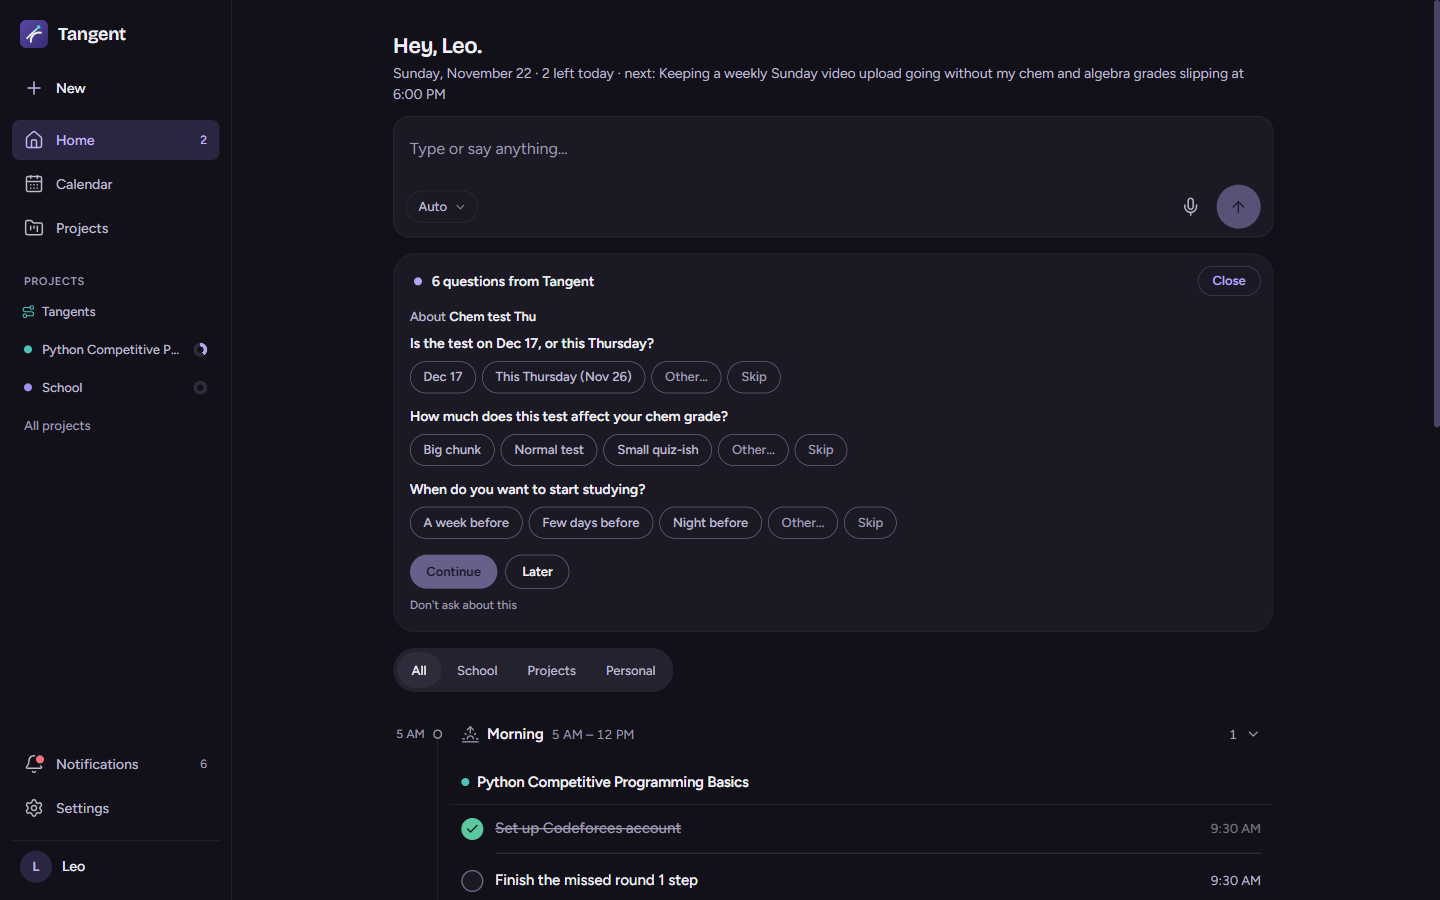 Tangent
New
Home 2
Calendar
Projects
PROJECTS
Tangents
Python Competitive P...
School
All projects
Notifications 6
Settings
L Leo
Hey, Leo.
Sunday, November 22 · 2 left today · next: Keeping a weekly Sunday video upload going without my chem and algebra grades slipping at
6:00 PM
Type or say anything...
Auto
6 questions from Tangent Close
About Chem test Thu
Is the test on Dec 17, or this Thursday?
Dec 17 This Thursday (Nov 26) Other... Skip
How much does this test affect your chem grade?
Big chunk Normal test Small quiz-ish Other... Skip
When do you want to start studying?
A week before Few days before Night before Other... Skip
Continue Later
Don't ask about this
All School Projects Personal
5 AM Morning 5 AM – 12 PM 1
Python Competitive Programming Basics
Set up Codeforces account 9:30 AM
Finish the missed round 1 step 9:30 AM